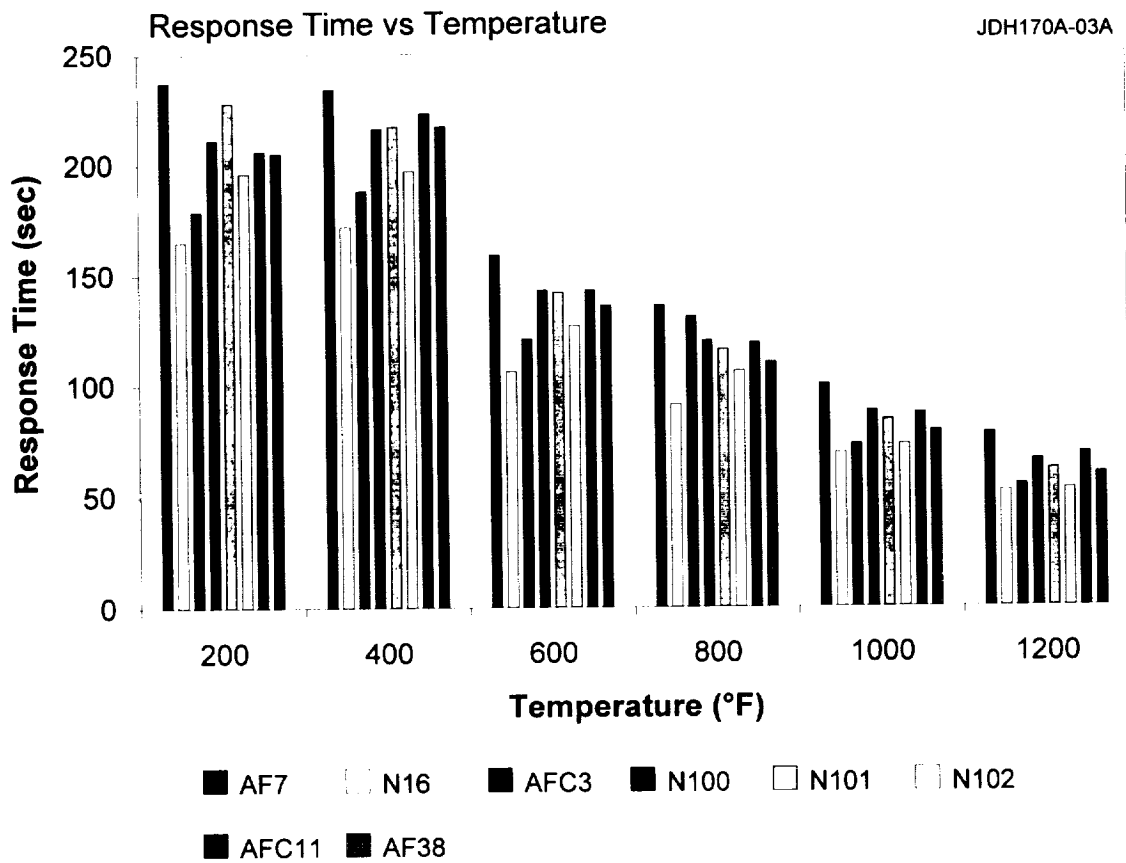 Response Time vs Temperature
JDH170A-03A
250
200
150
100
50
0
Response Time (sec)
200 400 600 800 1000 1200
Temperature (°F)
AF7 N16 AFC3 N100 N101 N102
AFC11 AF38